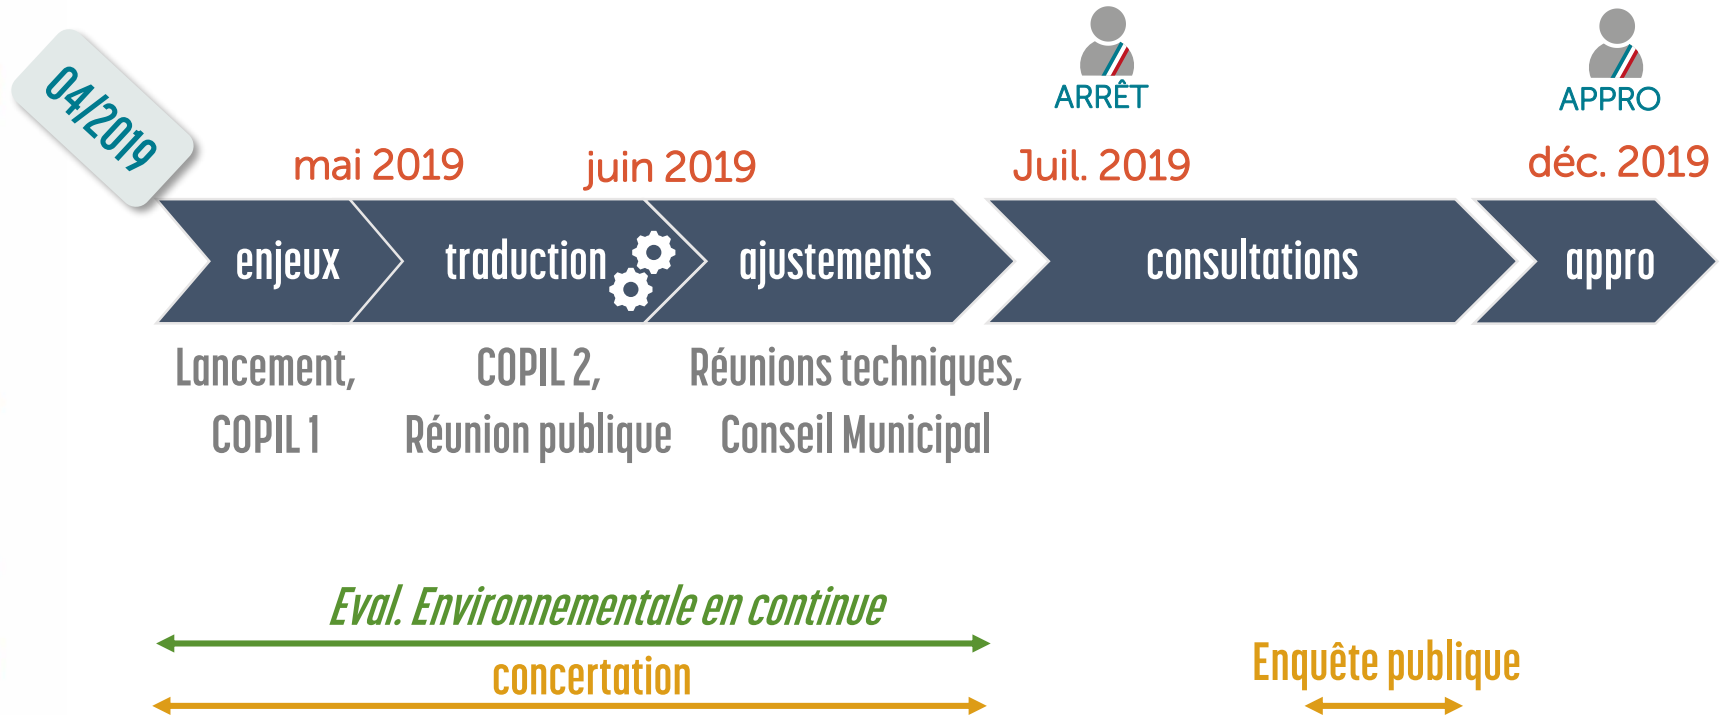 04/2019
ARRÊT
APPRO
mai 2019
juin 2019
Juil. 2019
déc. 2019
enjeux
traduction
ajustements
consultations
appro
Lancement,
COPIL 1
COPIL 2,
Réunion publique
Réunions techniques,
Conseil Municipal
Eval. Environnementale en continue
concertation
Enquête publique